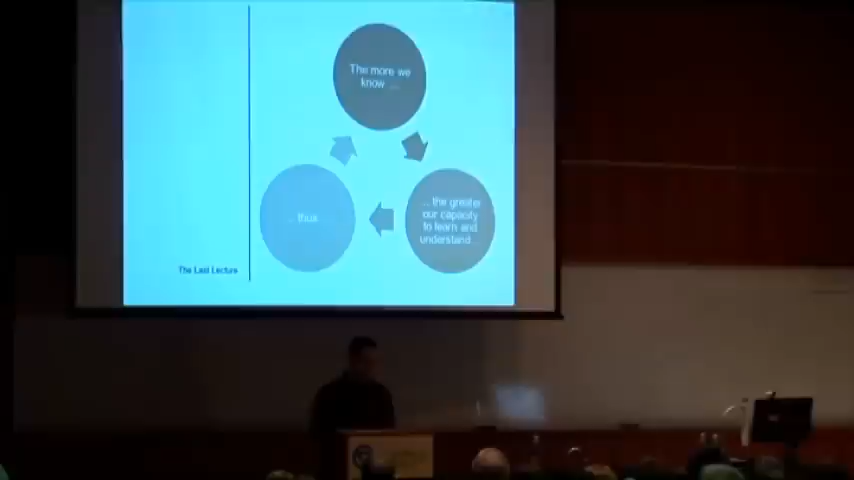 The more we
know ...
... the greater
our capacity
to learn and
understand...
...thus...
The Last Lecture